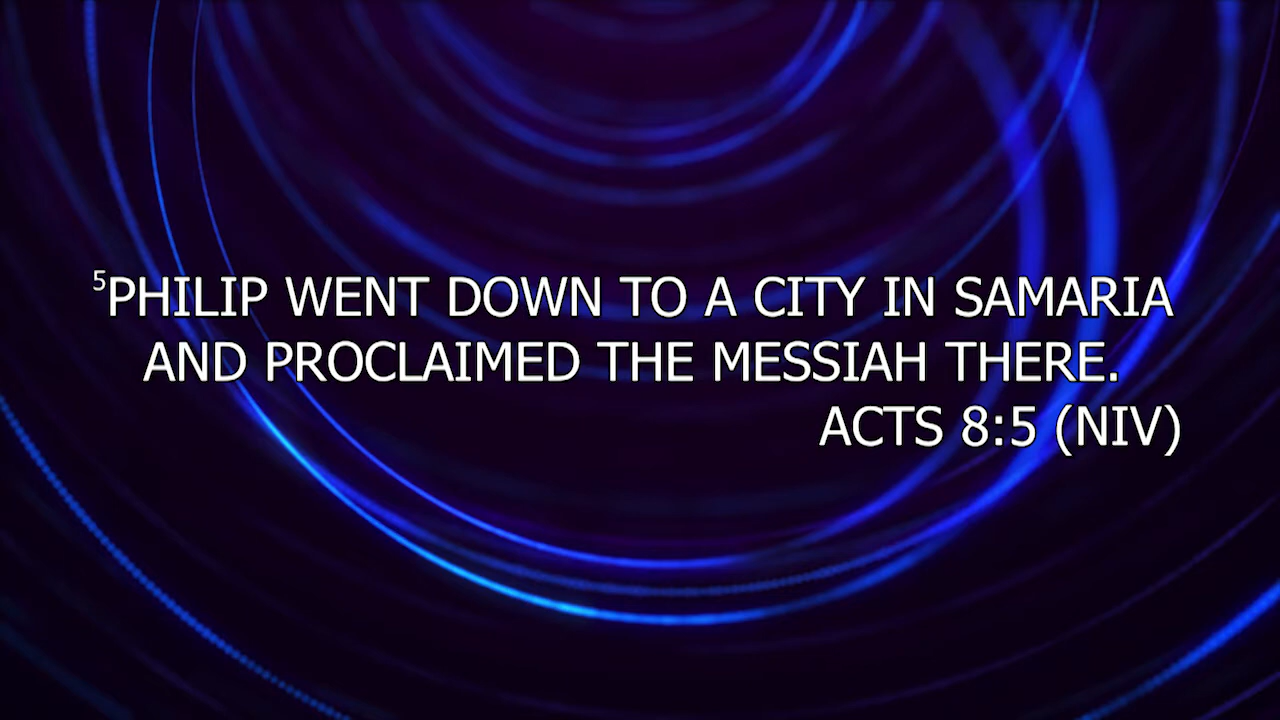 ⁵PHILIP WENT DOWN TO A CITY IN SAMARIA
AND PROCLAIMED THE MESSIAH THERE.
ACTS 8:5 (NIV)